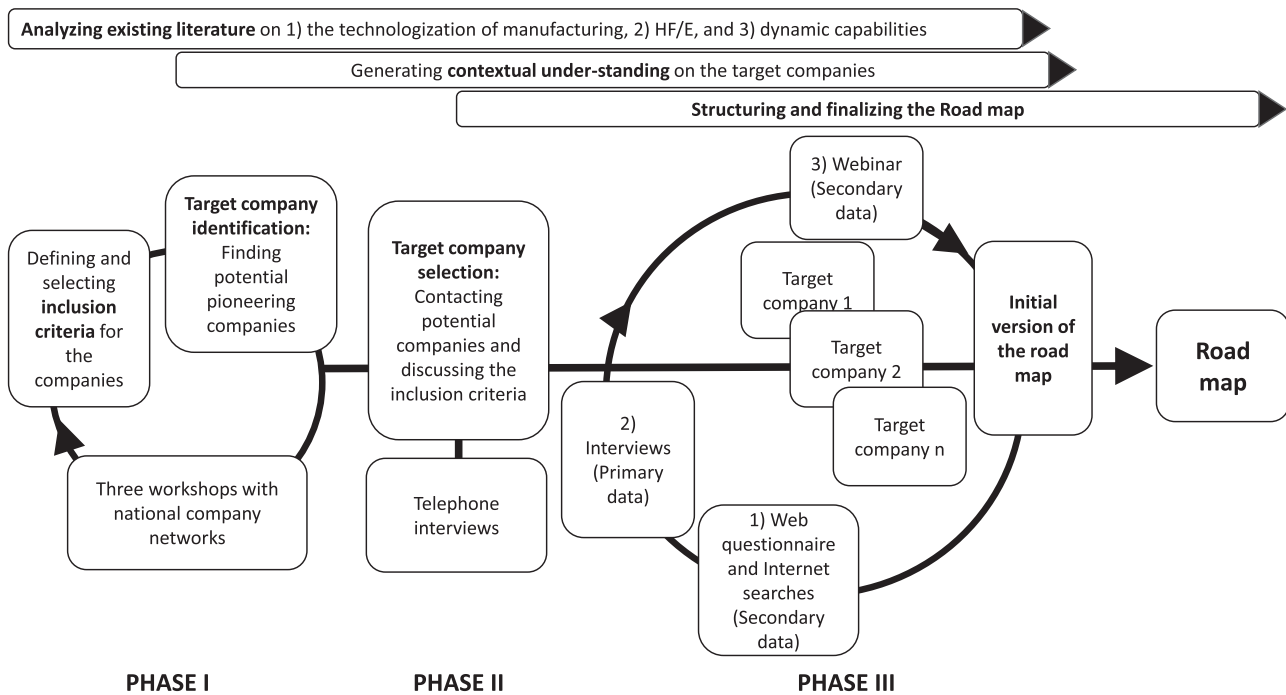 Analyzing existing literature on 1) the technologization of manufacturing, 2) HF/E, and 3) dynamic capabilities
Generating contextual under-standing on the target companies
Structuring and finalizing the Road map
Defining and
selecting
inclusion
criteria for
the
companies
Target company
identification:
Finding
potential
pioneering
companies
Three workshops with
national company
networks
Target company
selection:
Contacting
potential
companies and
discussing the
inclusion criteria
Telephone
interviews
3) Webinar
(Secondary
data)
Target
company 1
Target
company 2
Target
company n
2)
Interviews
(Primary
data)
1) Web
questionnaire
and Internet
searches
(Secondary
data)
Initial
version of
the road
map
Road
map
PHASE I
PHASE II
PHASE III